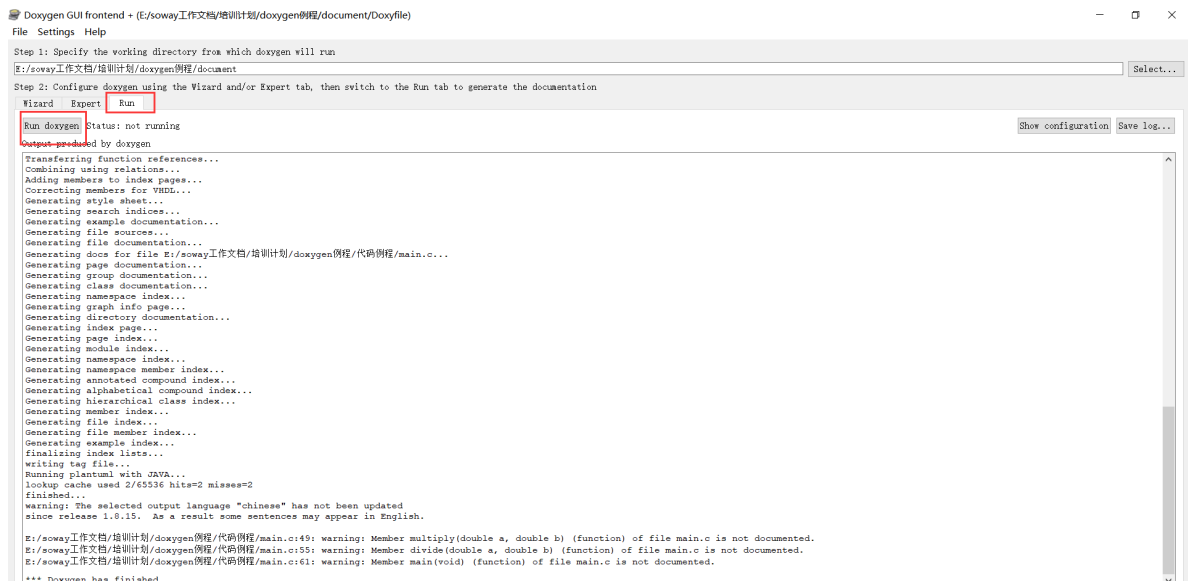 Doxygen GUI frontend + (E:/soway工作文档/培训计划/doxygen例程/document/Doxyfile)
File Settings Help
Step 1: Specify the working directory from which doxygen will run
E:/soway工作文档/培训计划/doxygen例程/document Select...
Step 2: Configure doxygen using the Wizard and/or Expert tab, then switch to the Run tab to generate the documentation
Wizard Expert Run
Run doxygen Status: not running Show configuration Save log...
Output produced by doxygen
Transferring function references...
Combining using relations...
Adding members to index pages...
Correcting members for VHDL...
Generating style sheet...
Generating search indices...
Generating example documentation...
Generating file sources...
Generating file documentation...
Generating docs for file E:/soway工作文档/培训计划/doxygen例程/代码例程/main.c...
Generating page documentation...
Generating group documentation...
Generating class documentation...
Generating namespace index...
Generating graph info page...
Generating directory documentation...
Generating index page...
Generating page index...
Generating module index...
Generating namespace index...
Generating namespace member index...
Generating annotated compound index...
Generating alphabetical compound index...
Generating hierarchical class index...
Generating member index...
Generating file index...
Generating file member index...
Generating example index...
finalizing index lists...
writing tag file...
Running plantuml with JAVA...
lookup cache used 2/65536 hits=2 misses=2
finished...
warning: The selected output language "chinese" has not been updated
since release 1.8.15. As a result some sentences may appear in English.
E:/soway工作文档/培训计划/doxygen例程/代码例程/main.c:49: warning: Member multiply(double a, double b) (function) of file main.c is not documented.
E:/soway工作文档/培训计划/doxygen例程/代码例程/main.c:55: warning: Member divide(double a, double b) (function) of file main.c is not documented.
E:/soway工作文档/培训计划/doxygen例程/代码例程/main.c:61: warning: Member main(void) (function) of file main.c is not documented.
*** Doxygen has finished